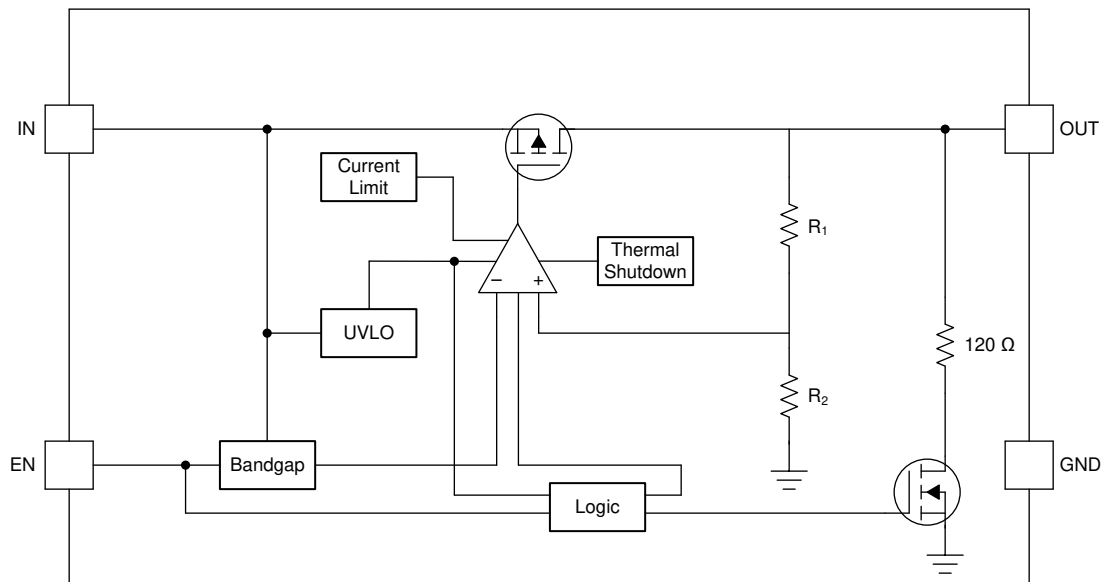 IN
OUT
Current
Limit
R₁
Thermal
Shutdown
− +
UVLO
120 Ω
R₂
EN
Bandgap
GND
Logic